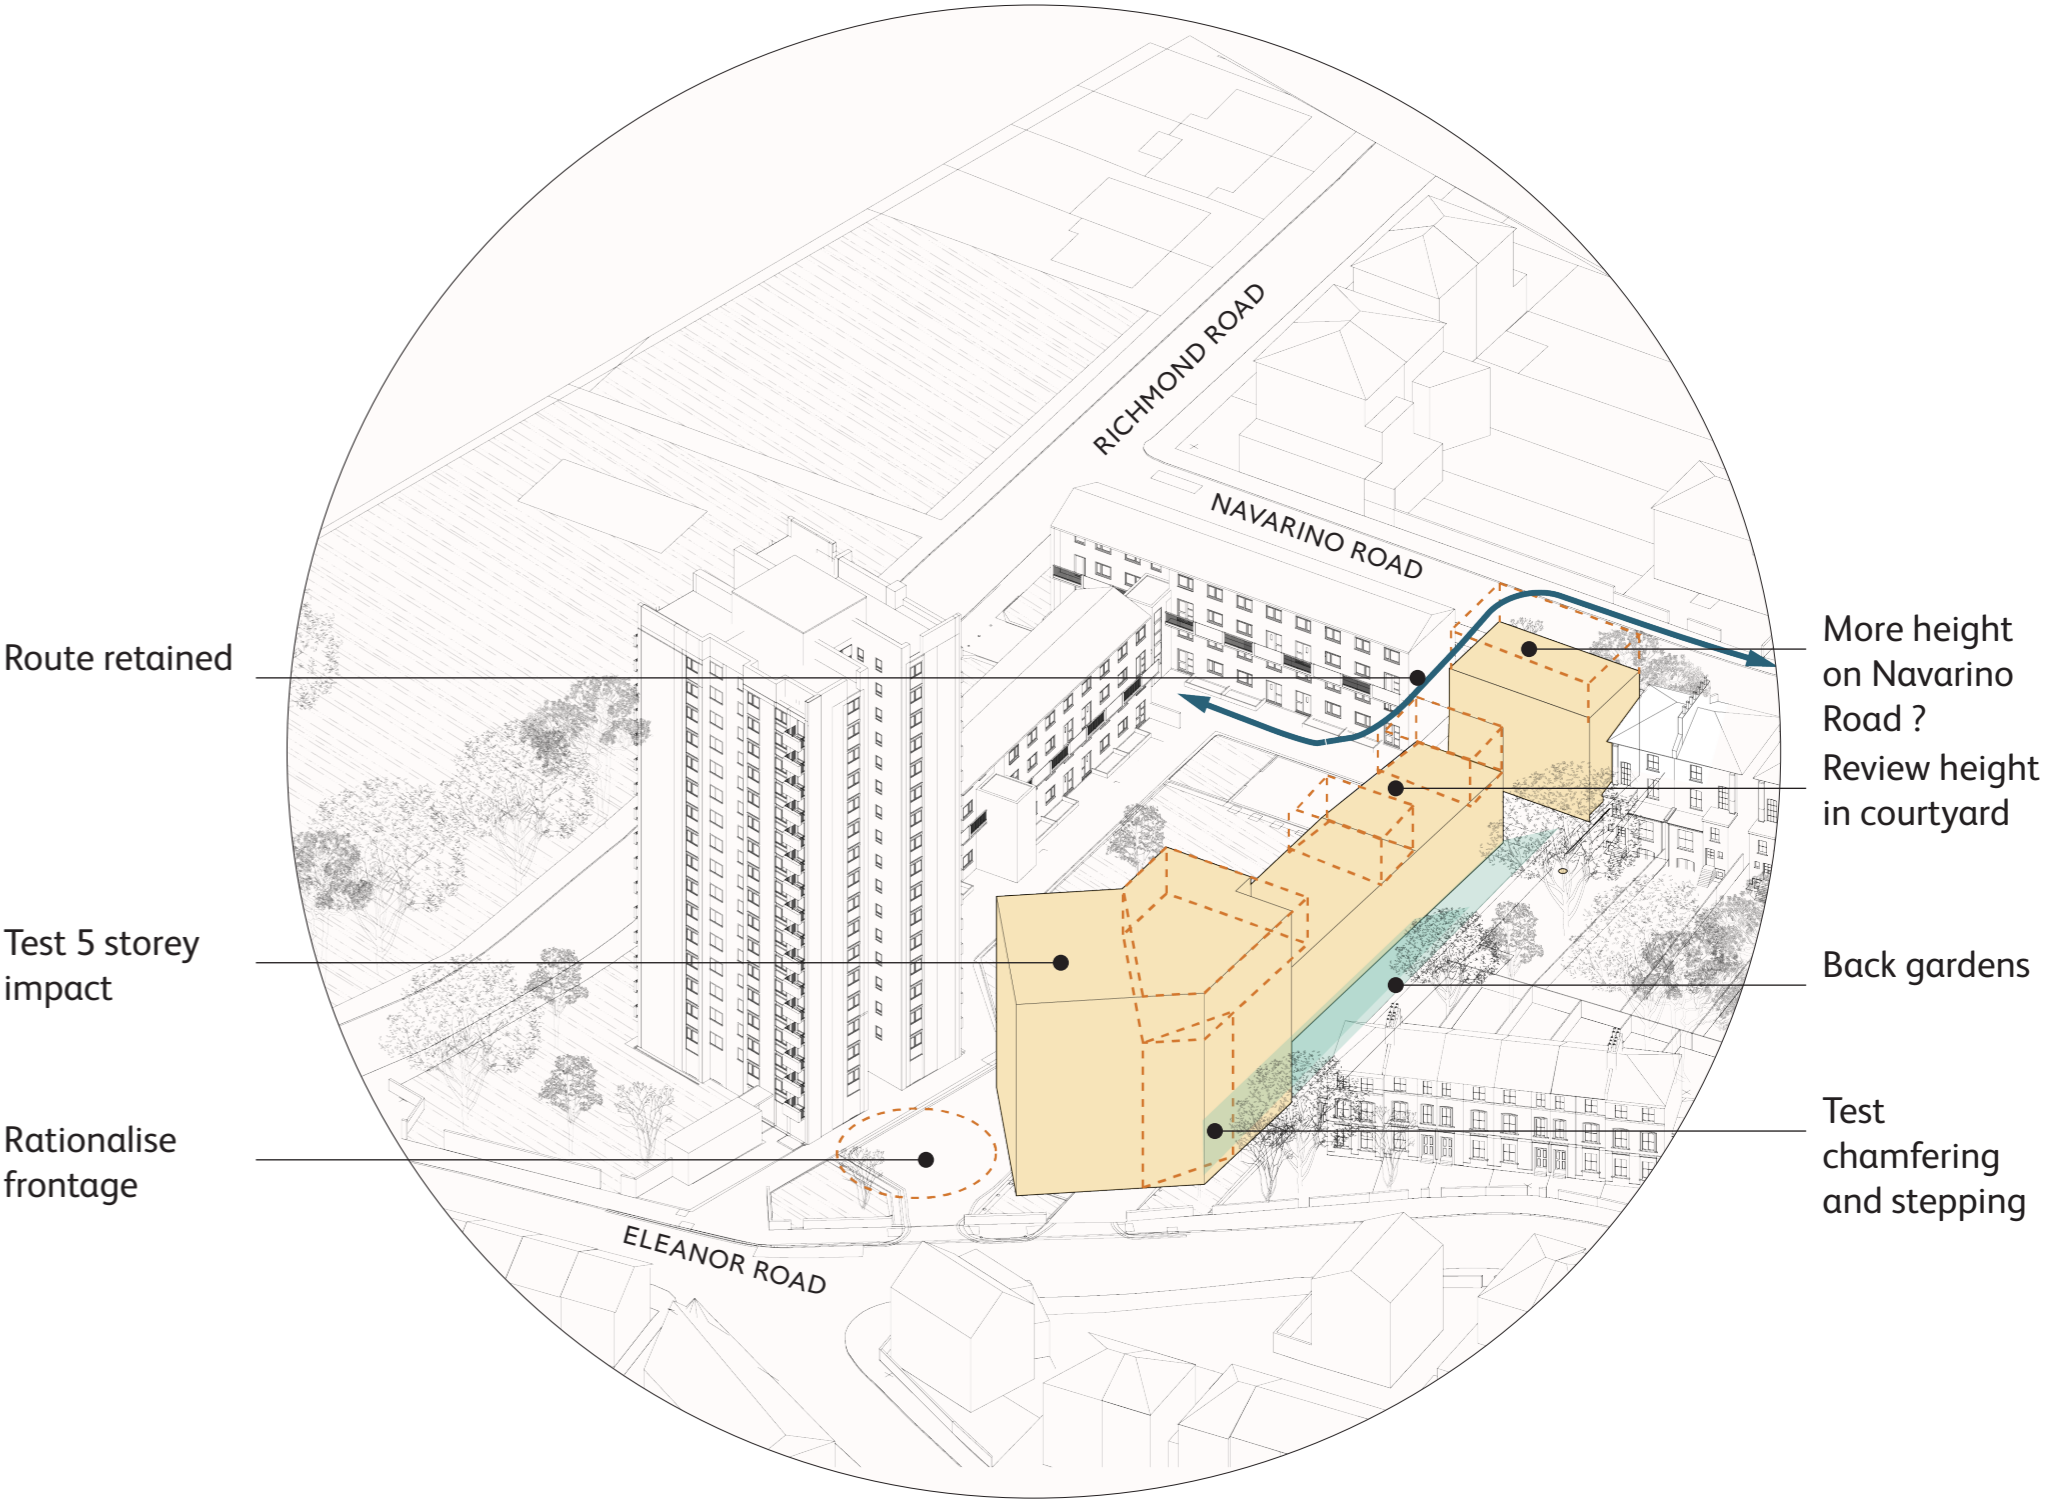 RICHMOND ROAD
NAVARINO ROAD
Route retained
More height
on Navarino
Road ?
Review height
in courtyard
Test 5 storey
impact
Back gardens
Rationalise
frontage
Test
chamfering
and stepping
ELEANOR ROAD